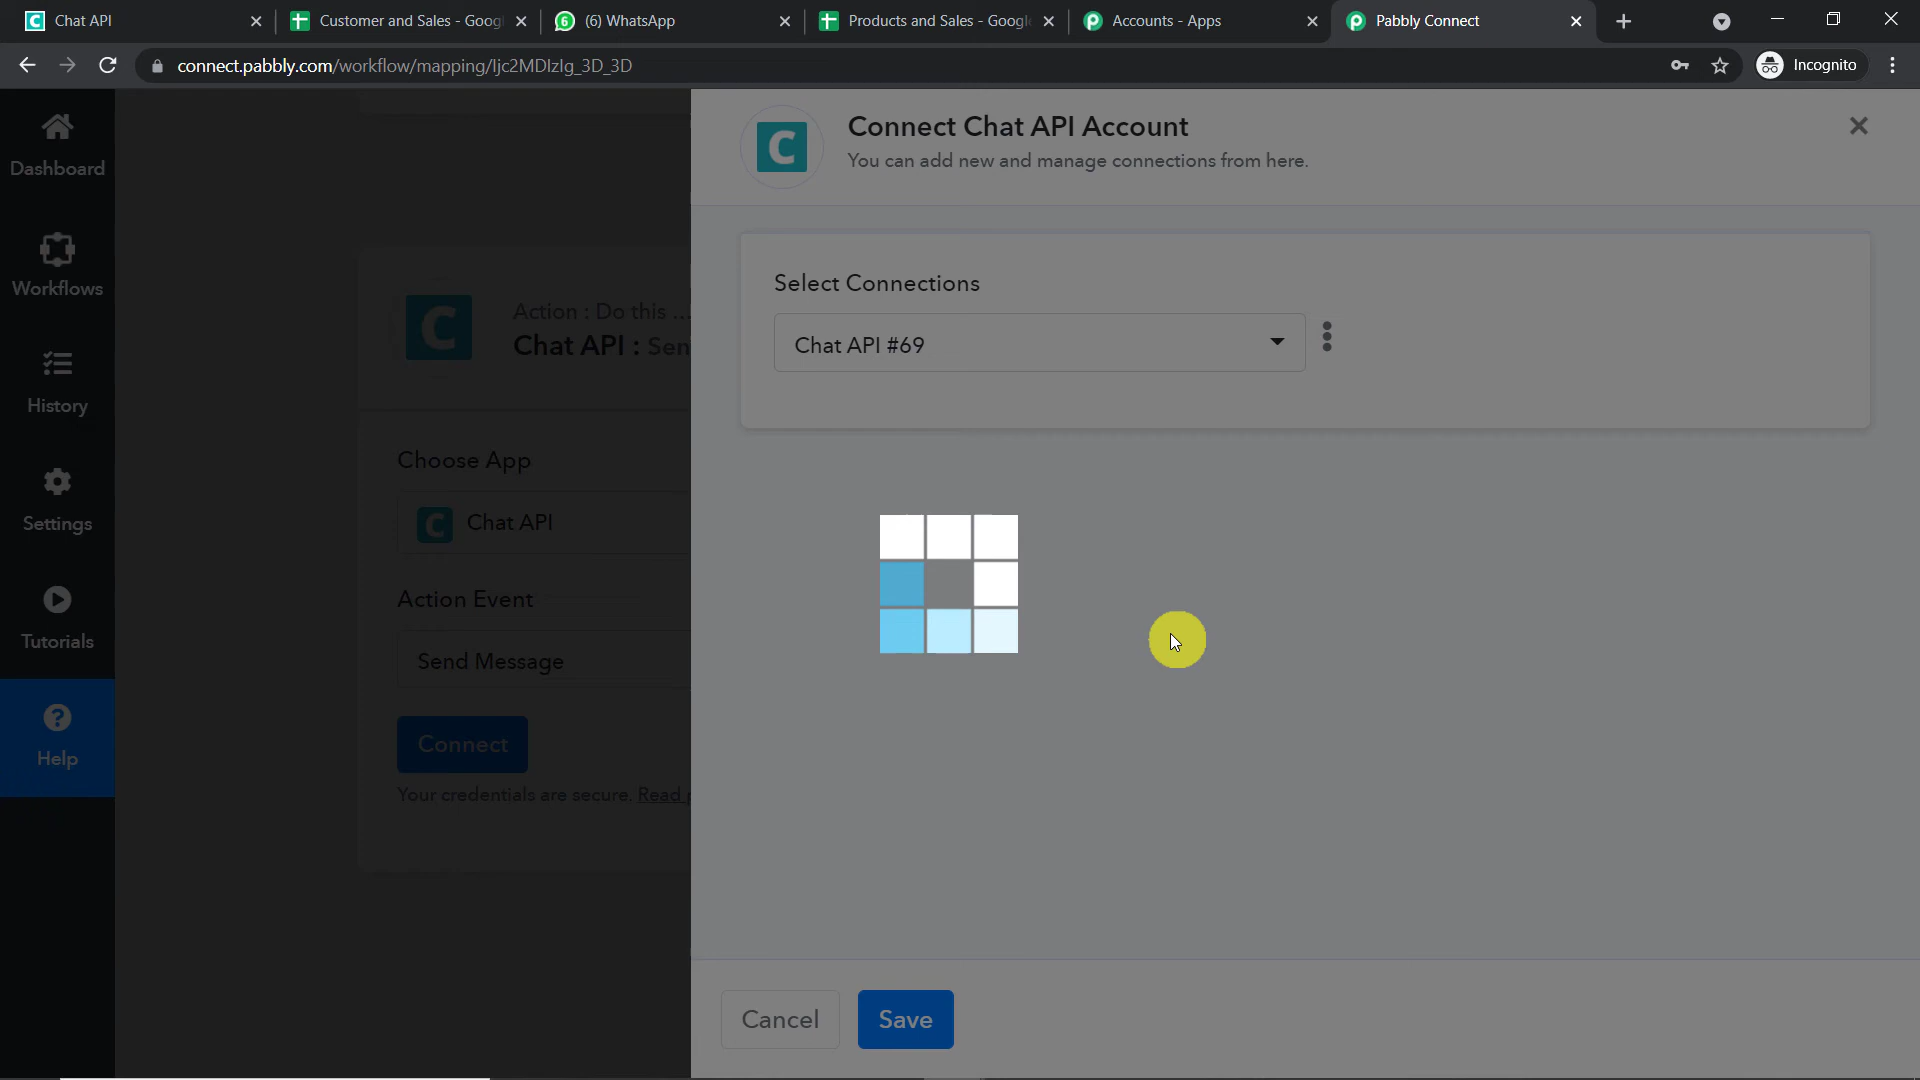 Chat API
Customer and Sales - Goog
(6) WhatsApp
Products and Sales - Google
Accounts - Apps
Pabbly Connect
connect.pabbly.com/workflow/mapping/Ijc2MDIzIg_3D_3D
Incognito
Dashboard
Workflows
History
Settings
Tutorials
Help
Action : Do this ...
Chat API : Sen
Choose App
Chat API
Action Event
Send Message
Connect
Your credentials are secure. Read p
Connect Chat API Account
You can add new and manage connections from here.
Select Connections
Chat API #69
Cancel
Save